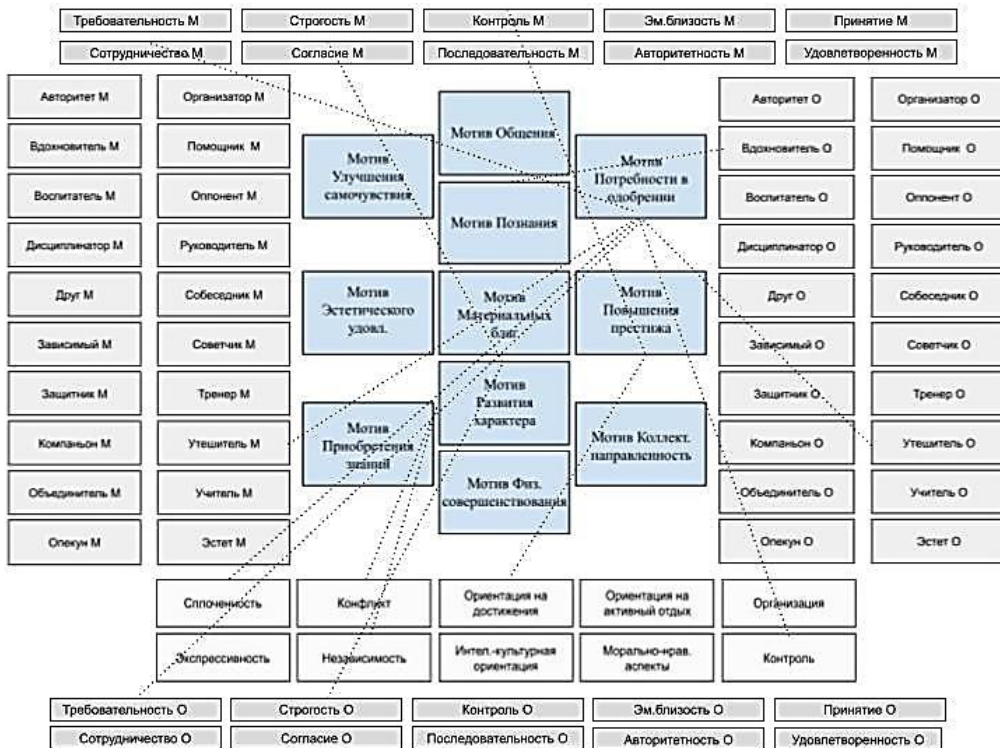 Требовательность М
Строгость М
Контроль М
Эм.близость М
Принятие М
Сотрудничество М
Согласие М
Последовательность М
Авторитетность М
Удовлетворенность М
Авторитет М
Организатор М
Вдохновитель М
Помощник М
Воспитатель М
Оппонент М
Дисциплинатор М
Руководитель М
Друг М
Собеседник М
Зависимый М
Советчик М
Защитник М
Тренер М
Компаньон М
Утешитель М
Объединитель М
Учитель М
Опекун М
Эстет М
Мотив Общения
Мотив
Улучшения
самочувствия
Мотив
Потребности в
одобрении
Мотив Познания
Мотив
Эстетического
удовл.
Мотив
Материальных
благ.
Мотив
Повышения
престижа
Мотив
Развития
характера
Мотив
Приобретения
знаний
Мотив Коллект.
направленность
Мотив Физ.
совершенствования
Авторитет О
Организатор О
Вдохновитель О
Помощник О
Воспитатель О
Оппонент О
Дисциплинатор О
Руководитель О
Друг О
Собеседник О
Зависимый О
Советчик О
Защитник О
Тренер О
Компаньон О
Утешитель О
Объединитель О
Учитель О
Опекун О
Эстет О
Сплоченность
Конфликт
Ориентация на
достижения
Ориентация на
активный отдых
Организация
Экспрессивность
Независимость
Интел.-культурная
ориентация
Морально-нрав.
аспекты
Контроль
Требовательность О
Строгость О
Контроль О
Эм.близость О
Принятие О
Сотрудничество О
Согласие О
Последовательность О
Авторитетность О
Удовлетворенность О